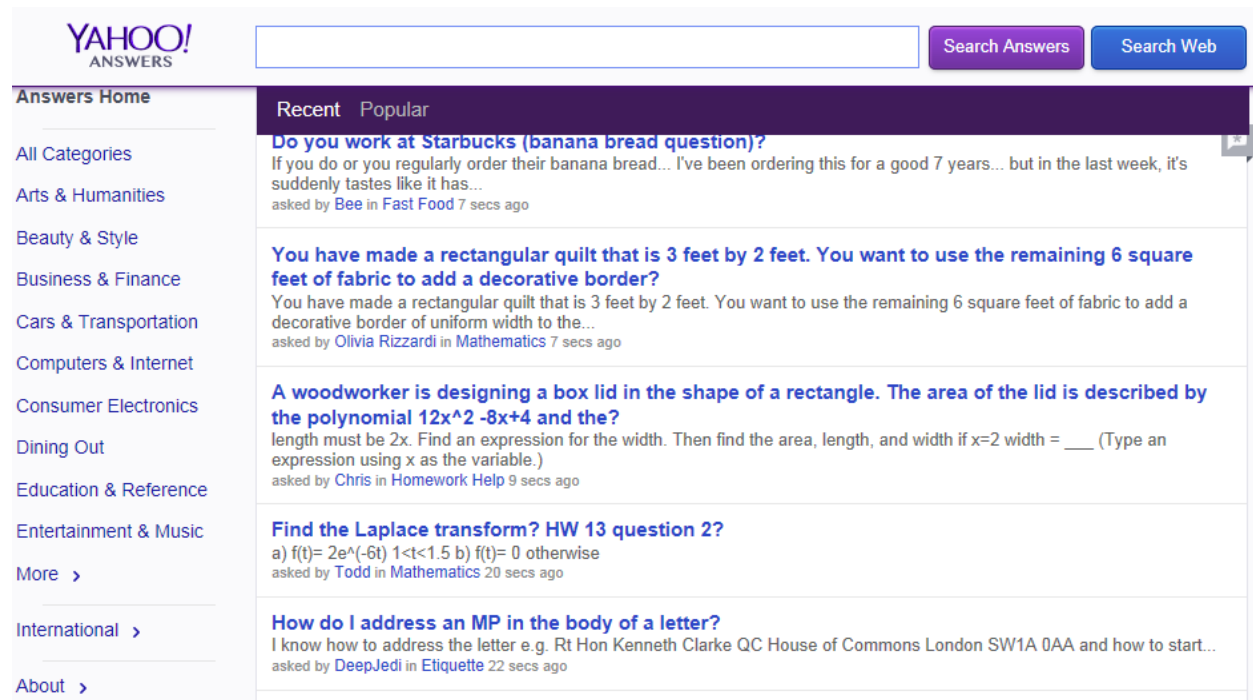 YAHOO!
ANSWERS
Search Answers
Search Web
Answers Home
All Categories
Arts & Humanities
Beauty & Style
Business & Finance
Cars & Transportation
Computers & Internet
Consumer Electronics
Dining Out
Education & Reference
Entertainment & Music
More >
International >
About >
Recent Popular
Do you work at Starbucks (banana bread question)?
If you do or you regularly order their banana bread... I've been ordering this for a good 7 years... but in the last week, it's
suddenly tastes like it has...
asked by Bee in Fast Food 7 secs ago
You have made a rectangular quilt that is 3 feet by 2 feet. You want to use the remaining 6 square
feet of fabric to add a decorative border?
You have made a rectangular quilt that is 3 feet by 2 feet. You want to use the remaining 6 square feet of fabric to add a
decorative border of uniform width to the...
asked by Olivia Rizzardi in Mathematics 7 secs ago
A woodworker is designing a box lid in the shape of a rectangle. The area of the lid is described by
the polynomial 12x^2 -8x+4 and the?
length must be 2x. Find an expression for the width. Then find the area, length, and width if x=2 width = ___ (Type an
expression using x as the variable.)
asked by Chris in Homework Help 9 secs ago
Find the Laplace transform? HW 13 question 2?
a) f(t)= 2e^(-6t) 1<t<1.5 b) f(t)= 0 otherwise
asked by Todd in Mathematics 20 secs ago
How do I address an MP in the body of a letter?
I know how to address the letter e.g. Rt Hon Kenneth Clarke QC House of Commons London SW1A 0AA and how to start...
asked by DeepJedi in Etiquette 22 secs ago